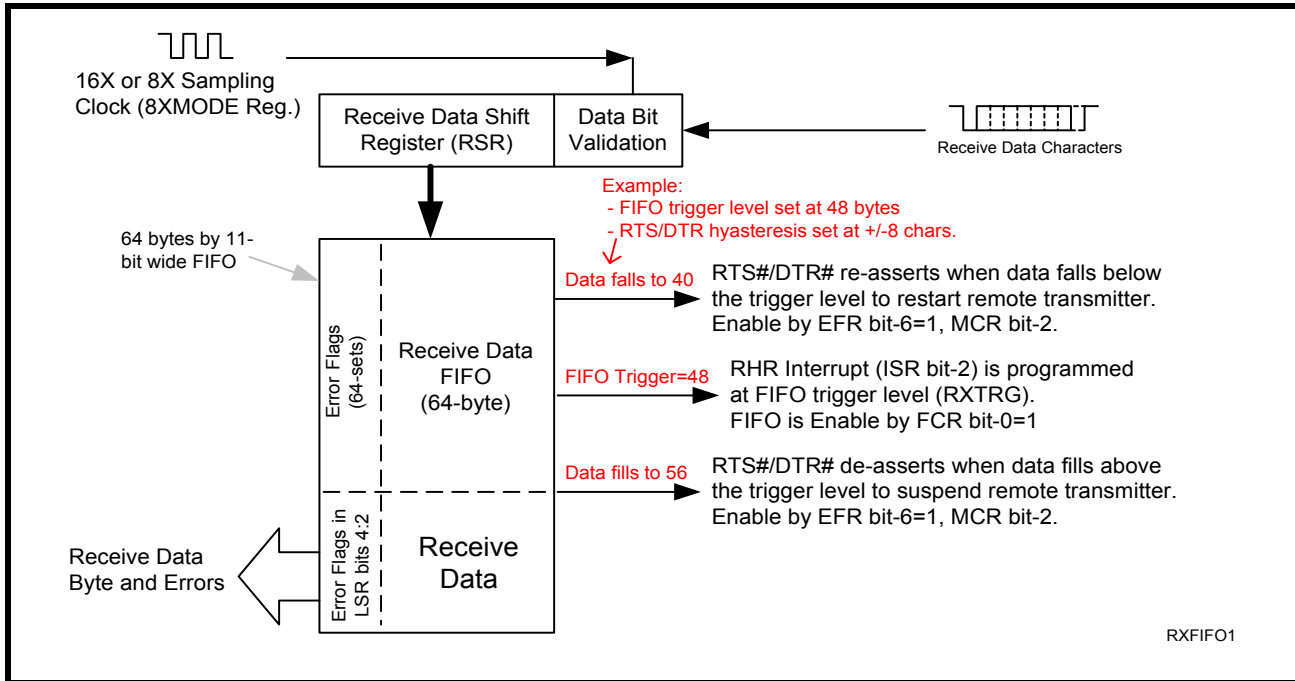 16X or 8X Sampling
Clock (8XMODE Reg.)
Receive Data Shift
Register (RSR)
Data Bit
Validation
Receive Data Characters
Example:
- FIFO trigger level set at 48 bytes
- RTS/DTR hyasteresis set at +/-8 chars.
64 bytes by 11-
bit wide FIFO
Error Flags
(64-sets)
Receive Data
FIFO
(64-byte)
Data falls to 40
RTS#/DTR# re-asserts when data falls below
the trigger level to restart remote transmitter.
Enable by EFR bit-6=1, MCR bit-2.
FIFO Trigger=48
RHR Interrupt (ISR bit-2) is programmed
at FIFO trigger level (RXTRG).
FIFO is Enable by FCR bit-0=1
Data fills to 56
RTS#/DTR# de-asserts when data fills above
the trigger level to suspend remote transmitter.
Enable by EFR bit-6=1, MCR bit-2.
Error Flags in
LSR bits 4:2
Receive
Data
Receive Data
Byte and Errors
RXFIFO1